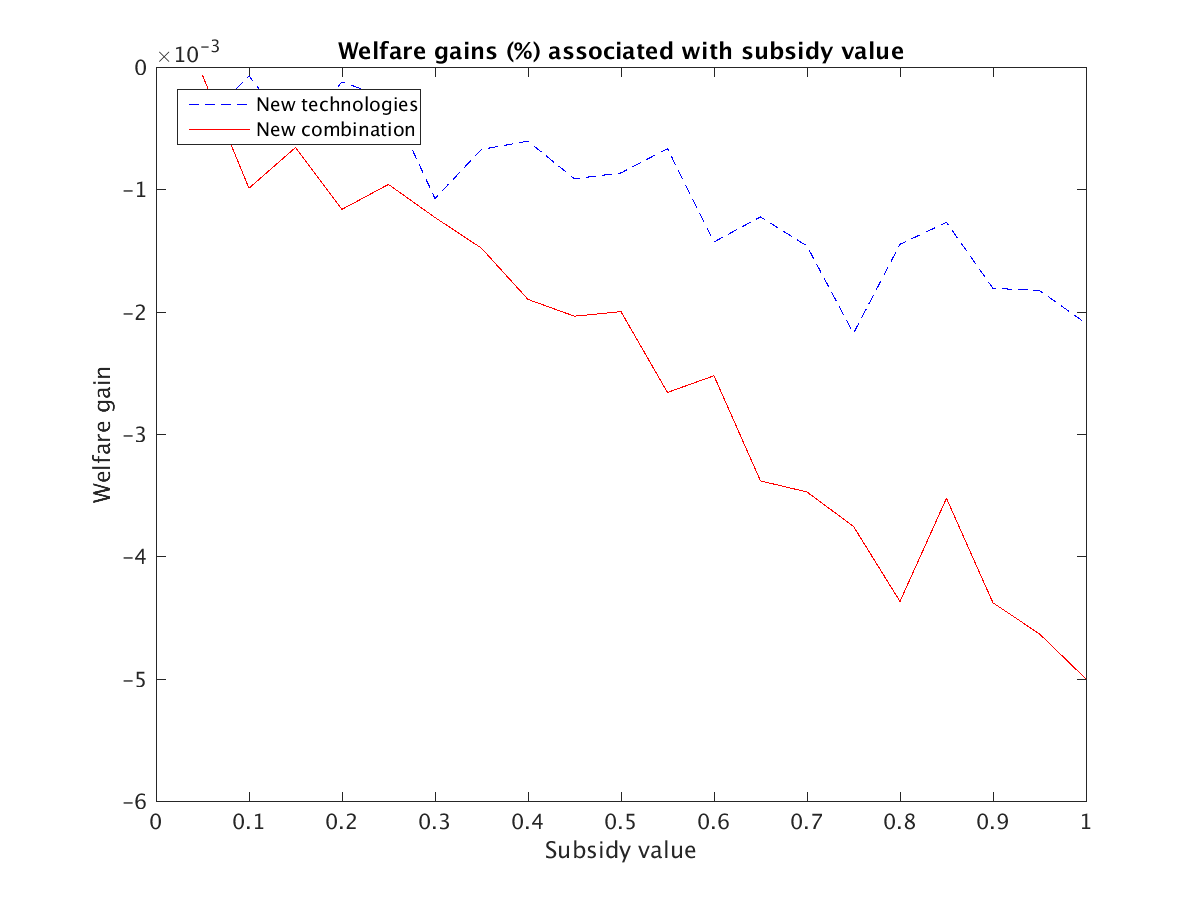 Welfare gains (%) associated with subsidy value
×10⁻³
0
−1
−2
−3
−4
−5
−6
Welfare gain
New technologies
New combination
0 0.1 0.2 0.3 0.4 0.5 0.6 0.7 0.8 0.9 1
Subsidy value